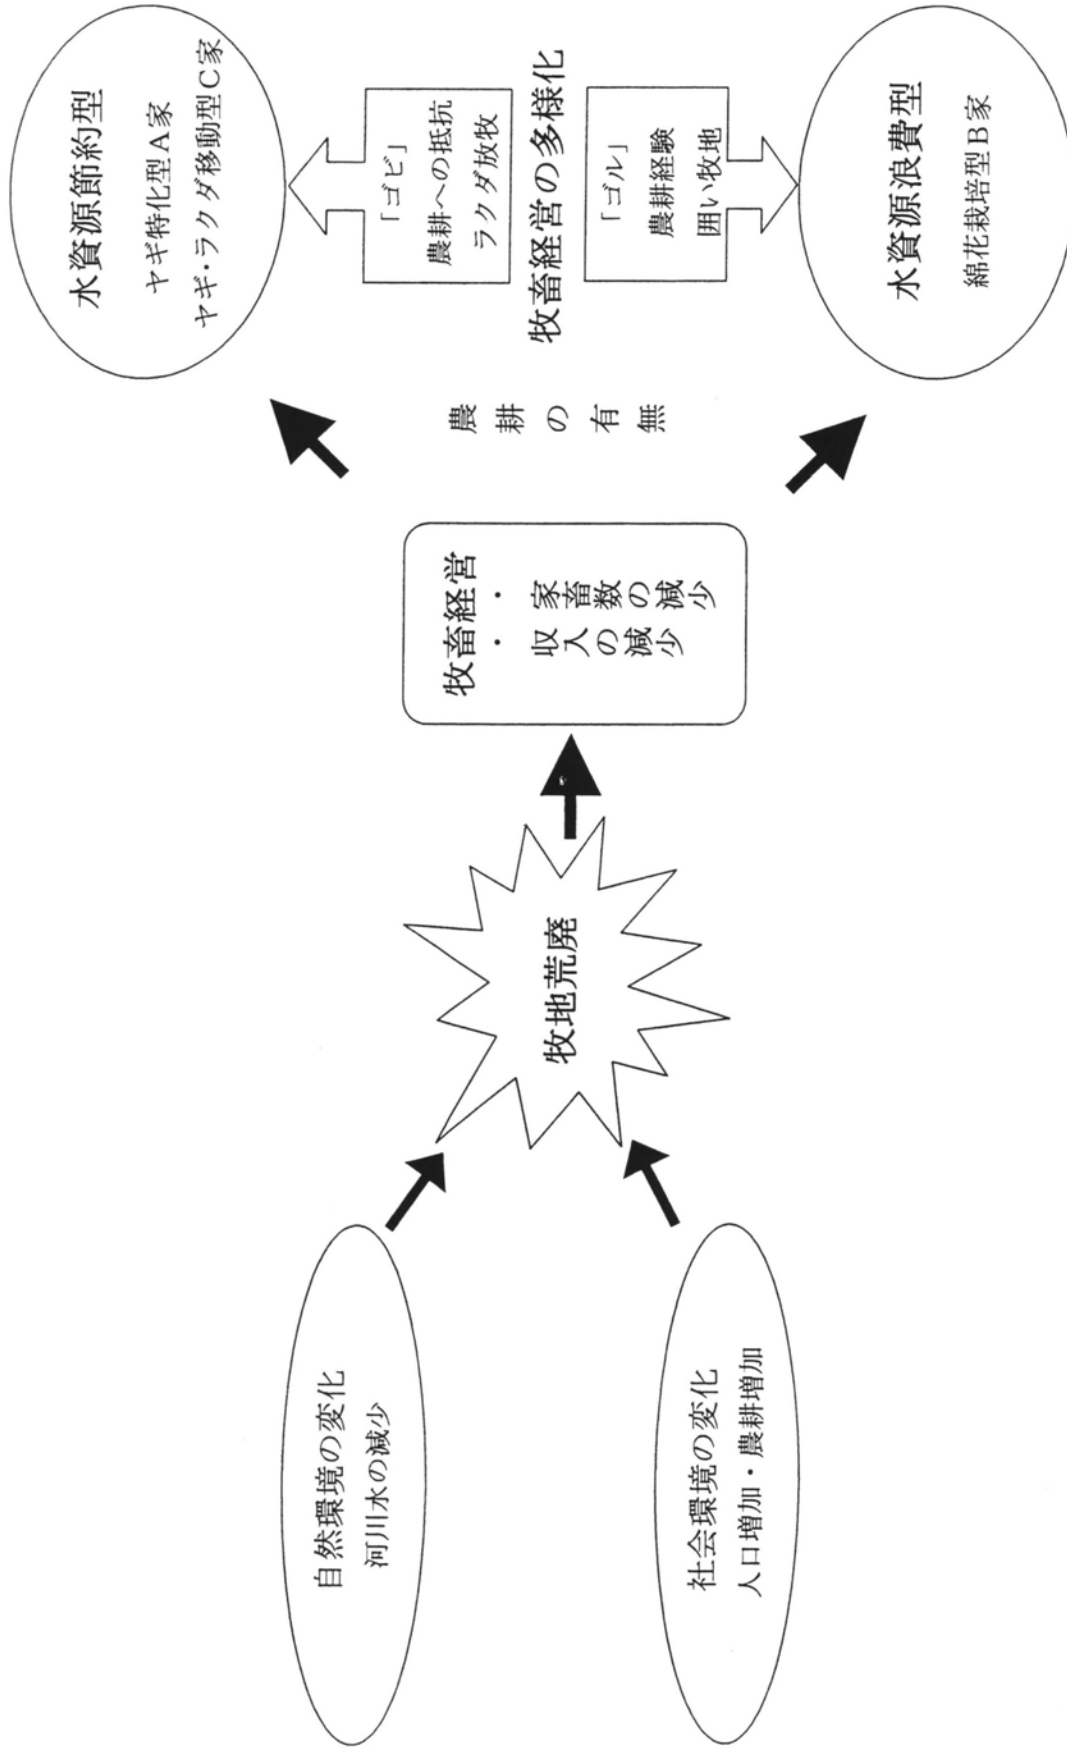 自然環境の変化
河川水の減少
社会環境の変化
人口増加・農耕増加
牧地荒廃
牧畜経営
・家畜数の減少
・収入の減少
農耕の有無
水資源節約型
ヤギ特化型A家
ヤギ・ラクダ移動型C家
「ゴビ」
農耕への抵抗
ラクダ放牧
牧畜経営の多様化
「ゴル」
農耕経験
囲い牧地
水資源浪費型
綿花栽培型B家